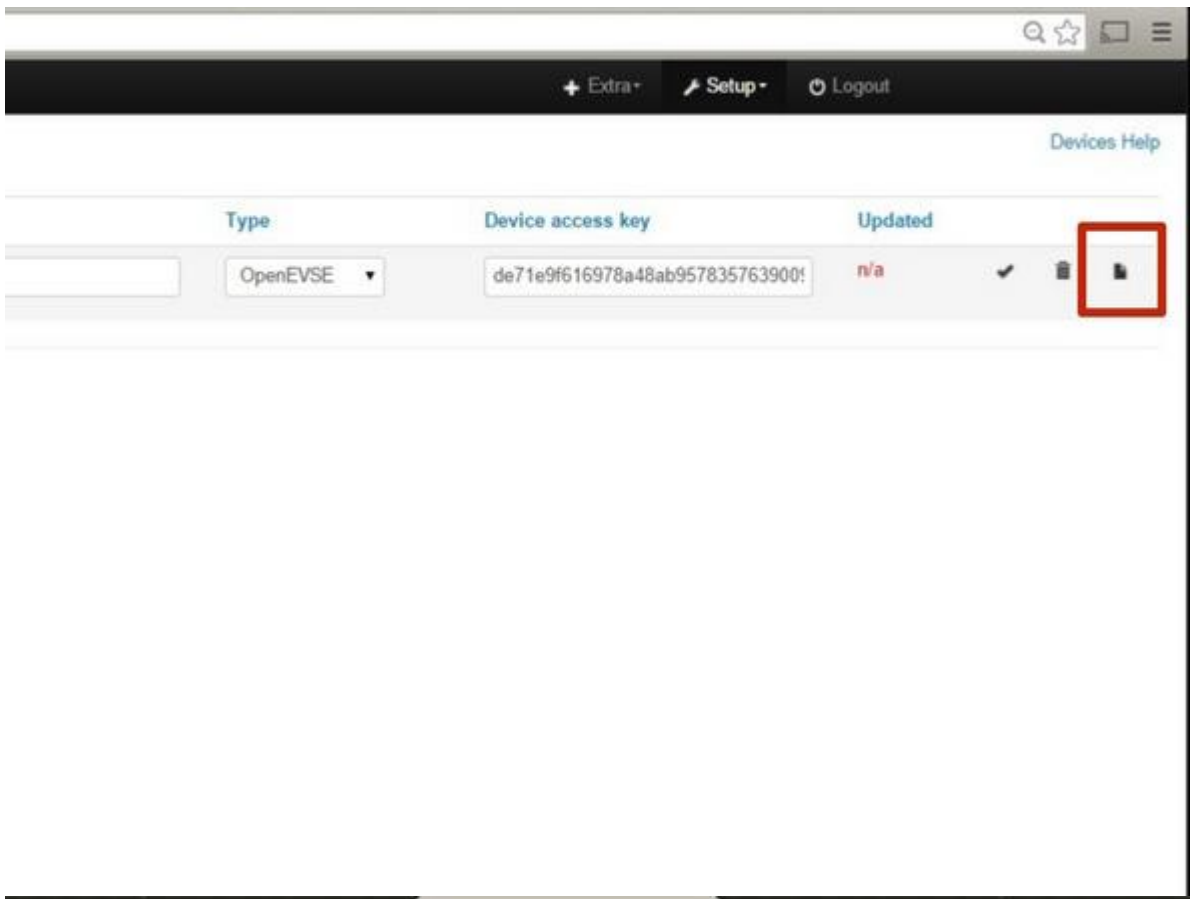 Extra Setup Logout
Devices Help
Type Device access key Updated
OpenEVSE de71e9f616978a48ab957835763900 n/a